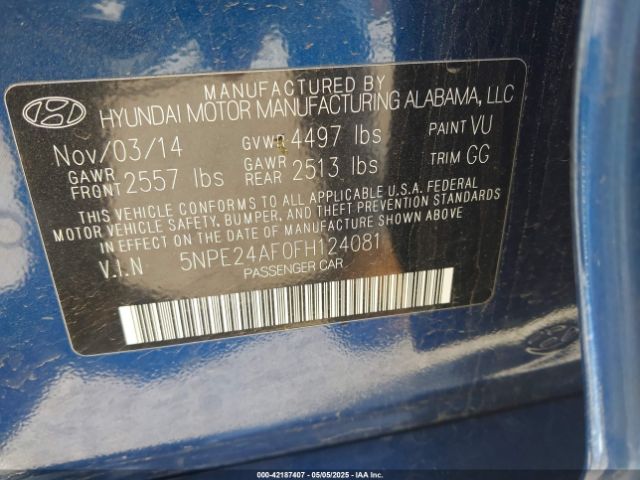 MANUFACTURED BY
HYUNDAI MOTOR MANUFACTURING ALABAMA, LLC
Nov/03/14 GVWR 4497 lbs PAINT VU
GAWR FRONT 2557 lbs GAWR REAR 2513 lbs TRIM GG
THIS VEHICLE CONFORMS TO ALL APPLICABLE U.S.A. FEDERAL
MOTOR VEHICLE SAFETY, BUMPER, AND THEFT PREVENTION STANDARDS
IN EFFECT ON THE DATE OF MANUFACTURE SHOWN ABOVE.
V.I.N 5NPE24AF0FH124081
PASSENGER CAR
000-42187407 - 05/05/2025 - IAAI.COM